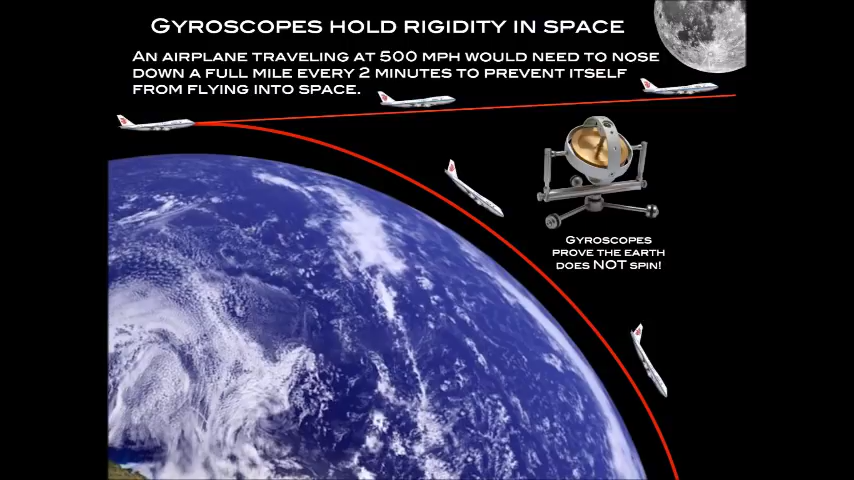 Gyroscopes hold rigidity in space
An airplane traveling at 500 mph would need to nose
down a full mile every 2 minutes to prevent itself
from flying into space.
Gyroscopes
prove the earth
does NOT spin!